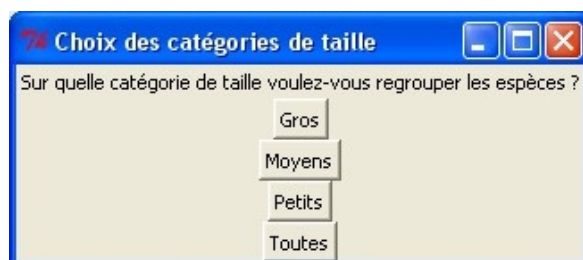 Choix des catégories de taille
Sur quelle catégorie de taille voulez-vous regrouper les espèces ?
Gros
Moyens
Petits
Toutes